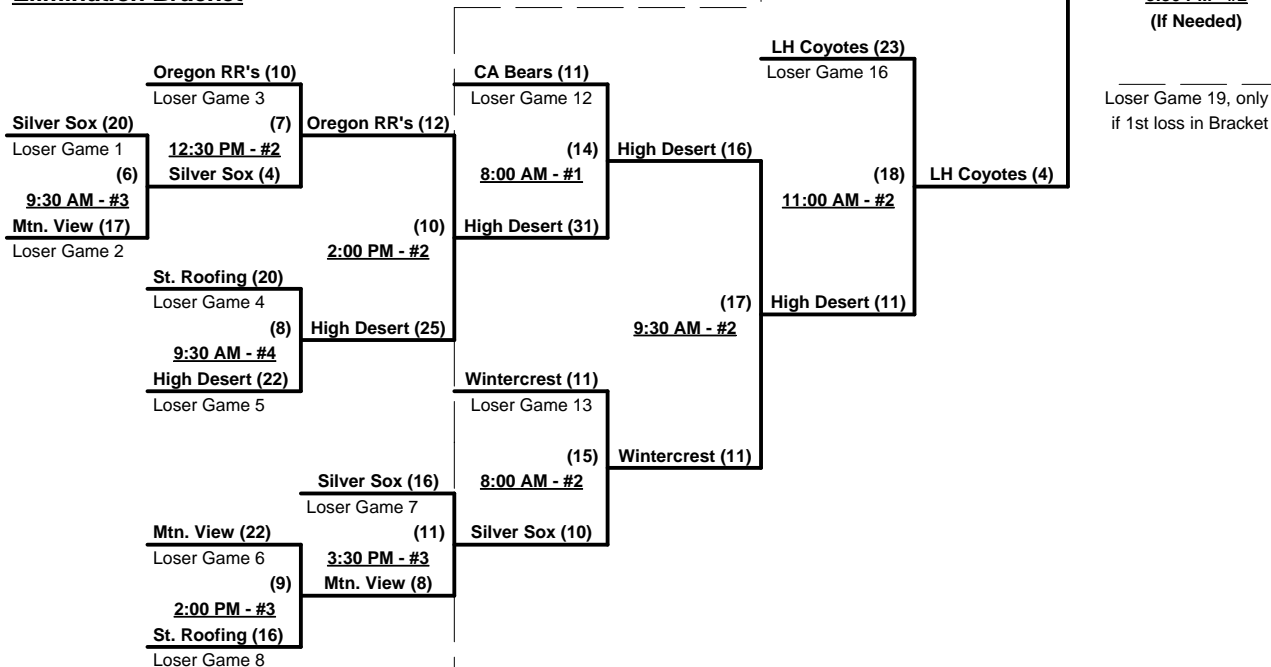 Elimination Bracket
(If Needed)
LH Coyotes (23)
Loser Game 16
Oregon RR's (10)
Loser Game 3
CA Bears (11)
Loser Game 12
Loser Game 19, only
if 1st loss in Bracket
Silver Sox (20)
Loser Game 1
(7)
12:30 PM - #2
Oregon RR's (12)
(6)
9:30 AM - #3
Silver Sox (4)
(14)
8:00 AM - #1
High Desert (16)
(18)
11:00 AM - #2
LH Coyotes (4)
Mtn. View (17)
Loser Game 2
(10)
2:00 PM - #2
High Desert (31)
St. Roofing (20)
Loser Game 4
(8)
9:30 AM - #4
High Desert (25)
(17)
9:30 AM - #2
High Desert (11)
High Desert (22)
Loser Game 5
Wintercrest (11)
Loser Game 13
(15)
8:00 AM - #2
Wintercrest (11)
Silver Sox (16)
Loser Game 7
Mtn. View (22)
Loser Game 6
(11)
3:30 PM - #3
Silver Sox (10)
(9)
2:00 PM - #3
Mtn. View (8)
St. Roofing (16)
Loser Game 8